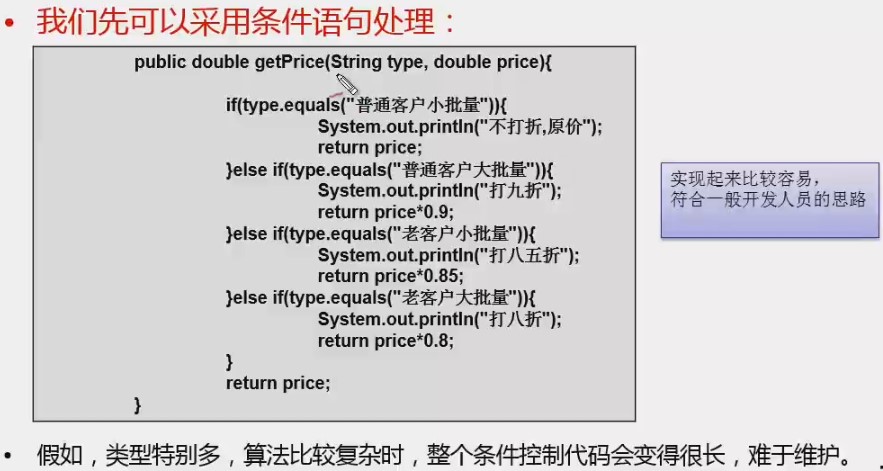 • 我们先可以采用条件语句处理：
public double getPrice(String type, double price){
if(type.equals("普通客户小批量")){
System.out.println("不打折,原价");
return price;
}else if(type.equals("普通客户大批量")){
System.out.println("打九折");
return price*0.9;
}else if(type.equals("老客户小批量")){
System.out.println("打八五折");
return price*0.85;
}else if(type.equals("老客户大批量")){
System.out.println("打八折");
return price*0.8;
}
return price;
}
实现起来比较容易，
符合一般开发人员的思路
• 假如，类型特别多，算法比较复杂时，整个条件控制代码会变得很长，难于维护。